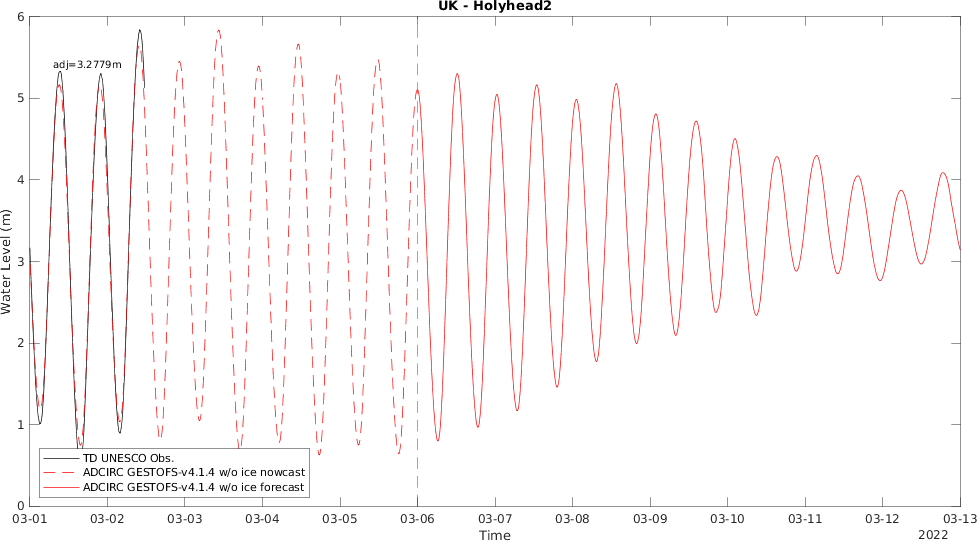 UK - Holyhead2
6
adj=3.2779m
5
4
Water Level (m)
3
2
1
TD UNESCO Obs.
ADCIRC GESTOFS-v4.1.4 w/o ice nowcast
ADCIRC GESTOFS-v4.1.4 w/o ice forecast
0
03-01 03-02 03-03 03-04 03-05 03-06 03-07 03-08 03-09 03-10 03-11 03-12 03-13
Time
2022